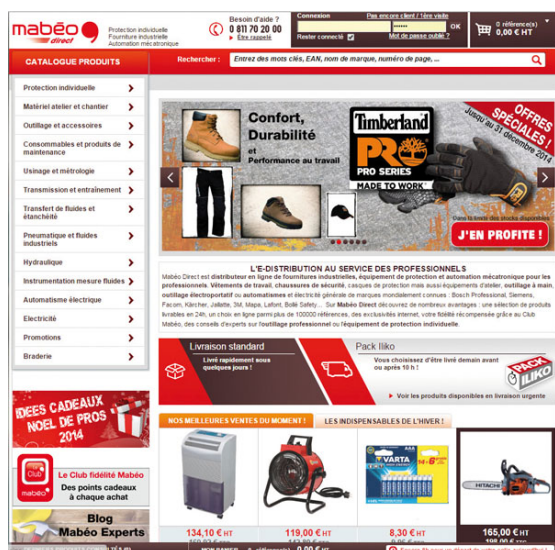 mabéo
direct
Protection individuelle
Fourniture industrielle
Automation mécatronique
Besoin d'aide ?
0 811 70 20 00
Être rappelé
Connexion
Pas encore client / 1ère visite
OK
Rester connecté
Mot de passe oublié ?
0 référence(s)
0,00 € HT
CATALOGUE PRODUITS
Rechercher :
Entrez des mots clés, EAN, nom de marque, numéro de page, ...
Protection individuelle
Matériel atelier et chantier
Outillage et accessoires
Consommables et produits de
maintenance
Usinage et métrologie
Transmission et entraînement
Transfert de fluides et
étanchéité
Pneumatique et fluides
industriels
Hydraulique
Instrumentation mesure fluides
Automatisme électrique
Electricité
Promotions
Braderie
Confort,
Durabilité
et
Performance au travail
Timberland
PRO
PRO SERIES
MADE TO WORK
OFFRES
SPÉCIALES !
Jusqu'au 31 décembre 2014
Dans la limite des stocks disponibles
J'EN PROFITE !
L'E-DISTRIBUTION AU SERVICE DES PROFESSIONNELS
Mabéo Direct est distributeur en ligne de fournitures industrielles, équipement de protection et automation mécatronique pour les
professionnels. Vêtements de travail, chaussures de sécurité, casques de protection mais aussi équipements d'atelier, outillage à main,
outillage électroportatif ou automatismes et électricité générale de marques mondialement connues : Bosch Professional, Siemens,
Facom, Kärcher, Jallatte, 3M, Mapa, Lafont, Bollé Safety... Sur Mabéo Direct découvrez de nombreux avantages : une sélection de produits
livrables en 24h, un choix en ligne parmi plus de 100000 références, des exclusivités internet, votre fidélité récompensée grâce au Club
Mabéo, des conseils d'experts sur l'outillage professionnel ou l'équipement de protection individuelle.
Livraison standard
Livré rapidement sous
quelques jours !
Pack Iliko
Vous choisissez d'être livré demain avant
ou après 10 h !
PACK
ILIKO
Voir les produits disponibles en livraison urgente
IDEES CADEAUX
NOEL DE PROS
2014
Le Club
mabéo
Le Club fidélité Mabéo
Des points cadeaux
à chaque achat
Blog
Mabéo Experts
NOS MEILLEURES VENTES DU MOMENT !
LES INDISPENSABLES DE L'HIVER !
VARTA
AAA
HITACHI
134,10 € HT
119,00 € HT
8,30 € HT
165,00 € HT